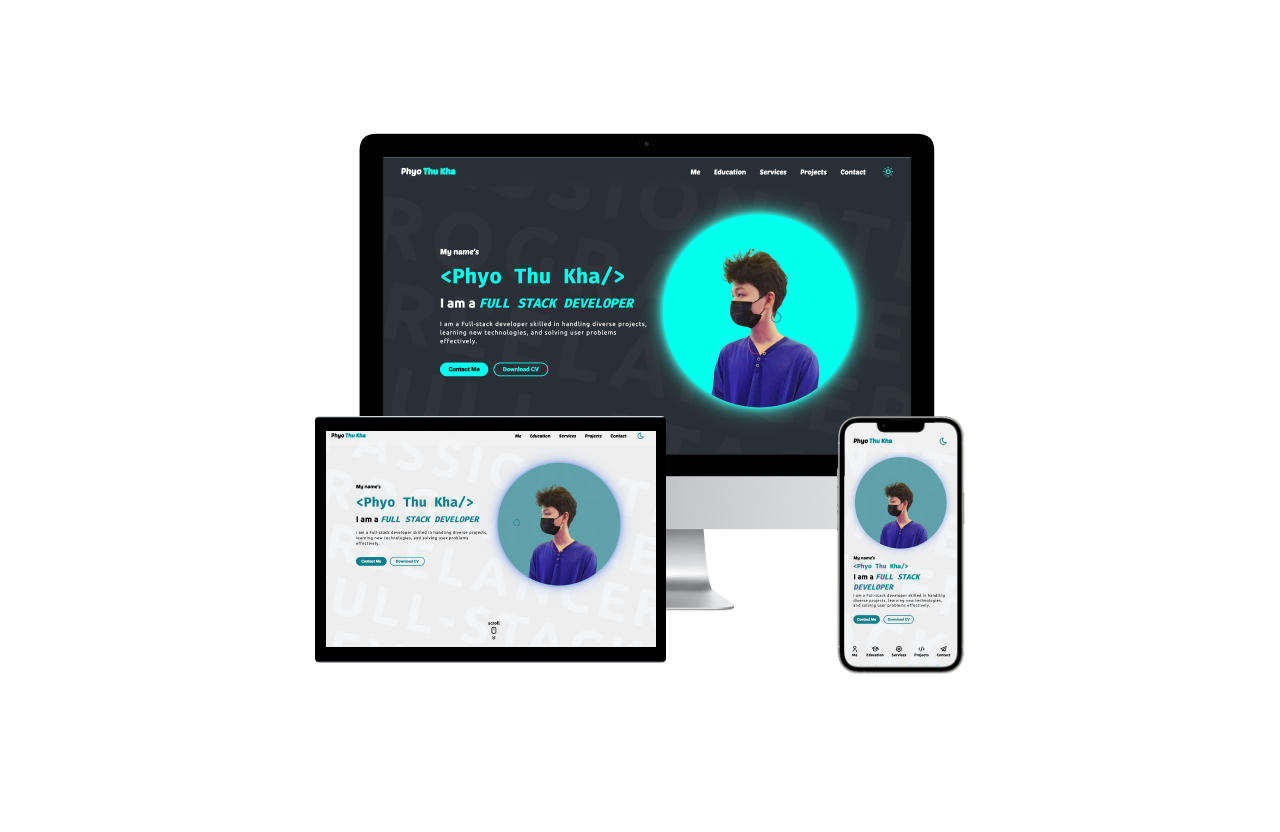 Phyo Thu Kha
Me Education Services Projects Contact
PASSIONATE
PROGRAMMER
FREELANCER
FULL-STACK
My name's
<Phyo Thu Kha/>
I am a FULL STACK DEVELOPER
I am a Full-stack developer skilled in handling diverse projects,
learning new technologies, and solving user problems
effectively.
Contact Me Download CV
Phyo Thu Kha
Me Education Services Projects Contact
My name's
<Phyo Thu Kha/>
I am a FULL STACK DEVELOPER
I am a Full-stack developer skilled in handling diverse projects,
learning new technologies, and solving user problems
effectively.
Contact Me Download CV
scroll
Phyo Thu Kha
My name's
<Phyo Thu Kha/>
I am a FULL STACK
DEVELOPER
I am a Full-stack developer skilled in handling
diverse projects, learning new technologies,
and solving user problems effectively.
Contact Me Download CV
Me Education Services Projects Contact